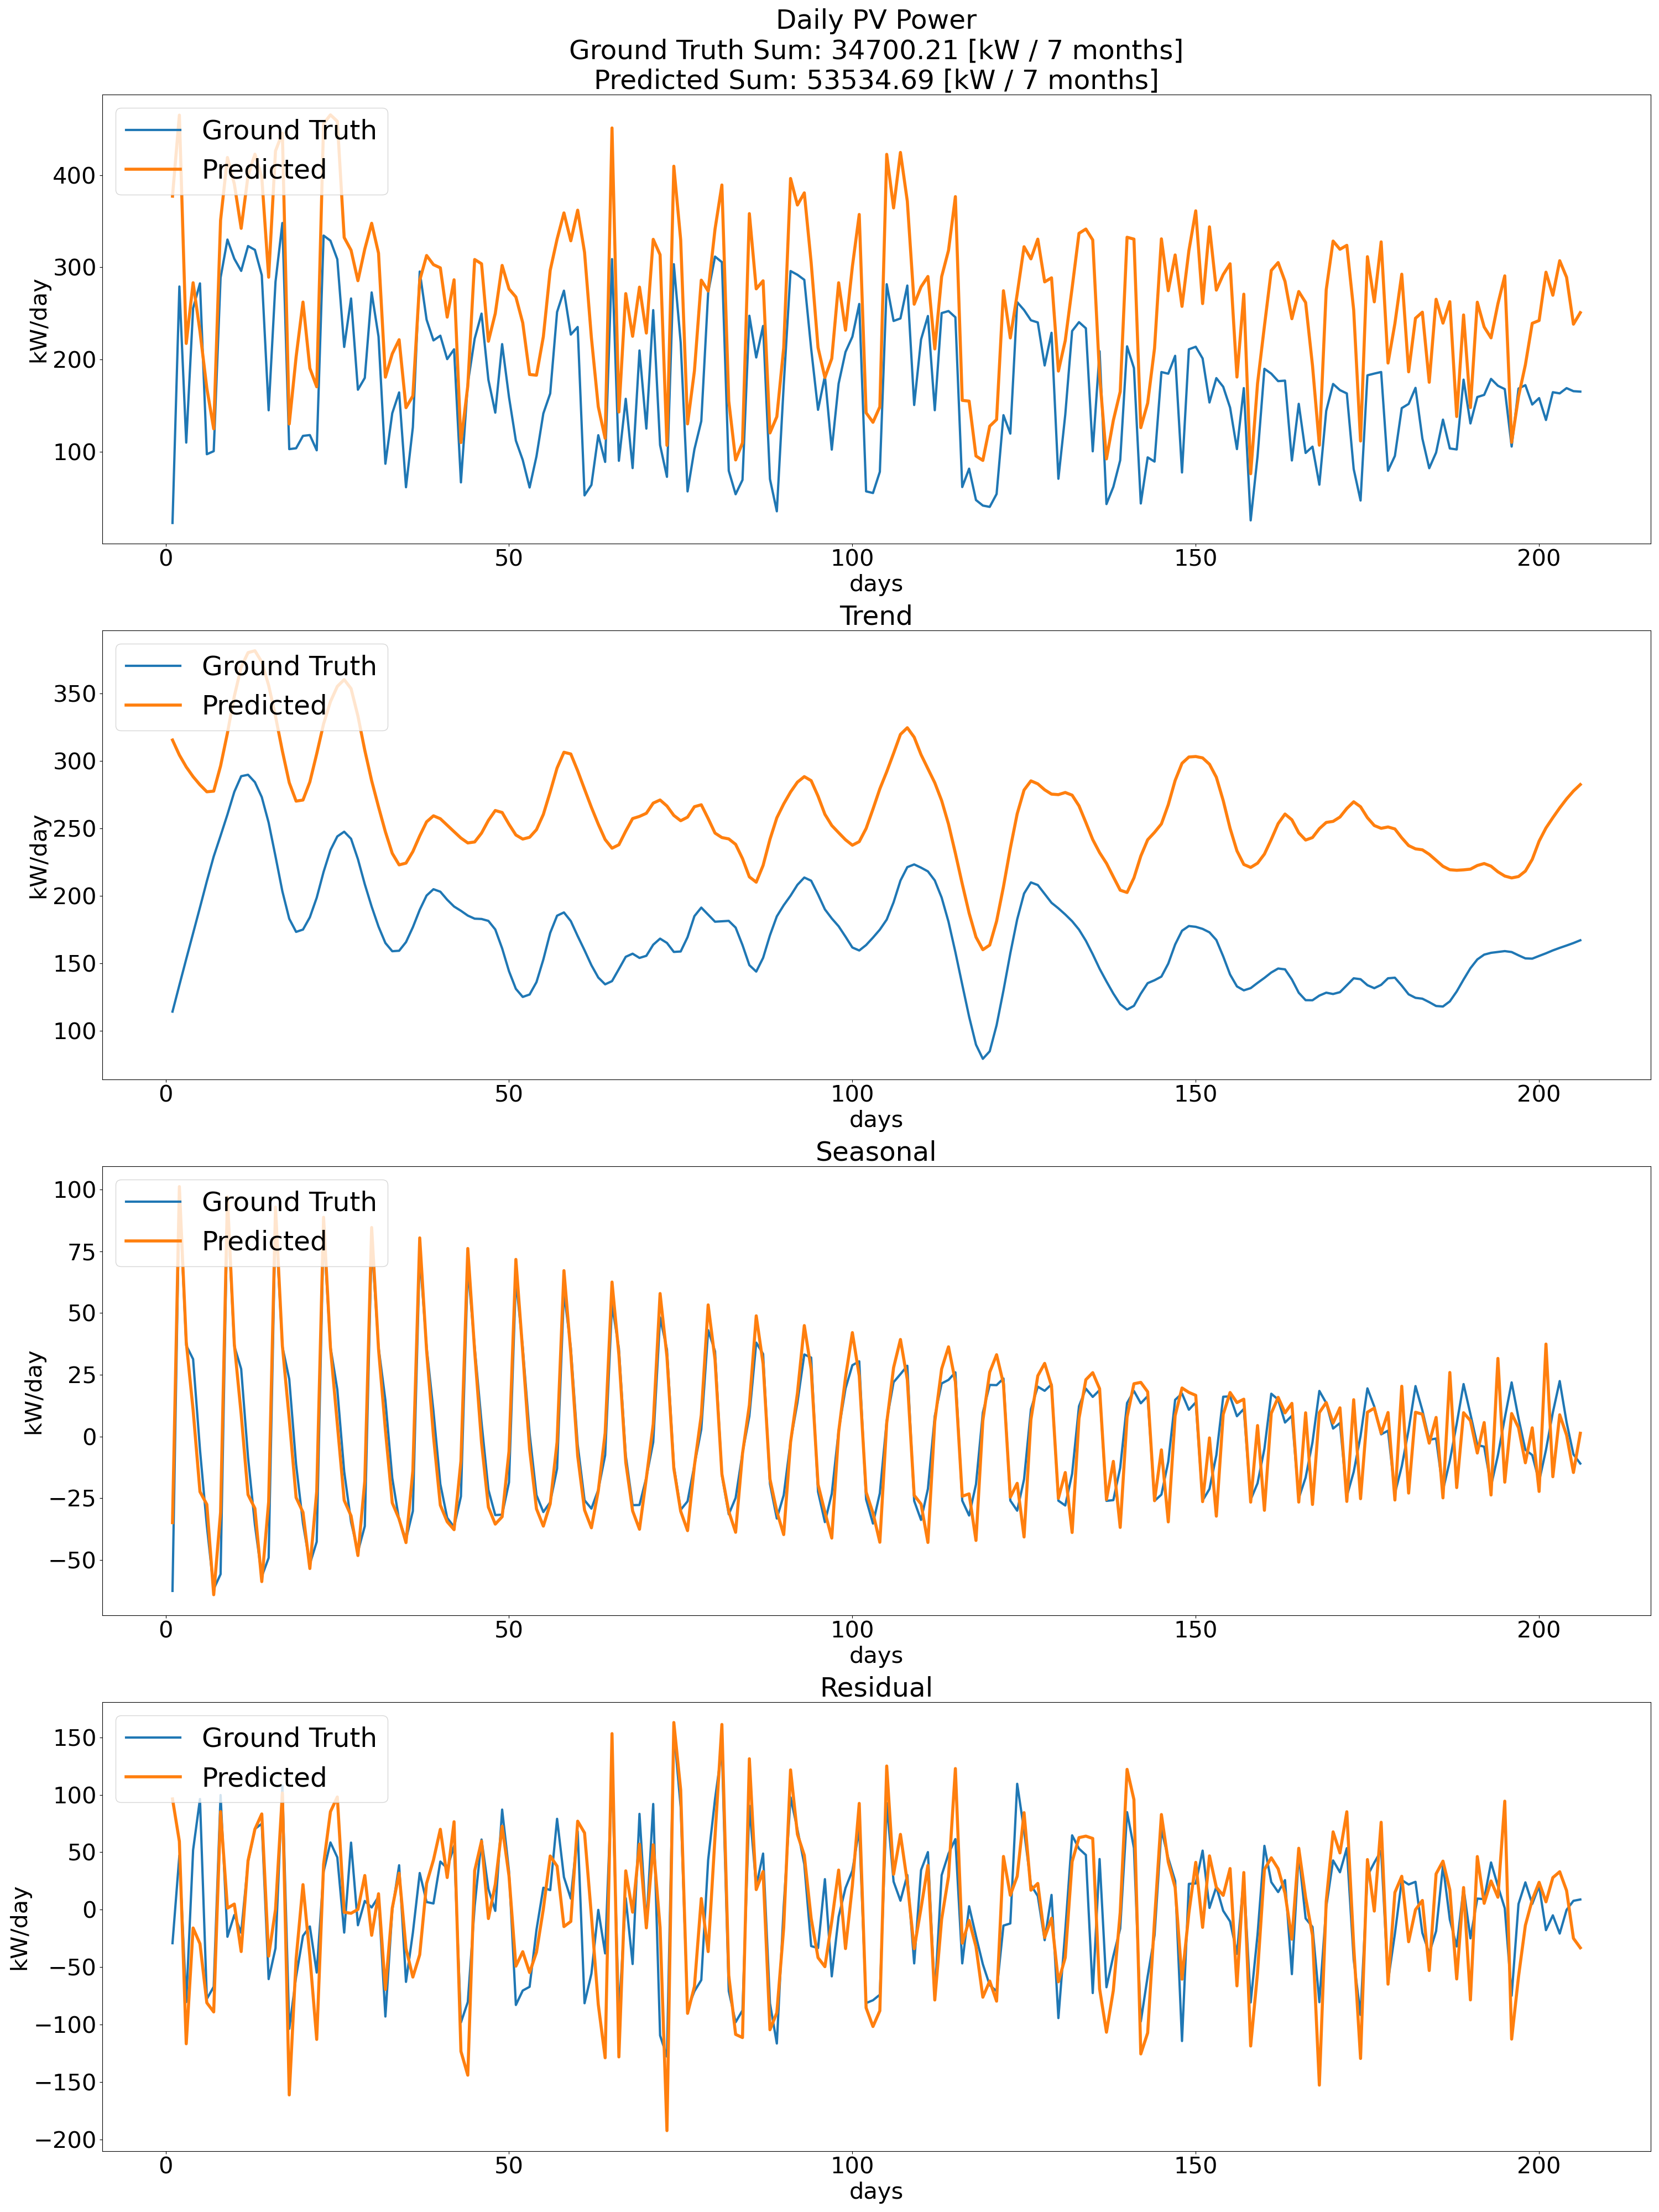 Daily PV Power
Ground Truth Sum: 34700.21 [kW / 7 months]
Predicted Sum: 53534.69 [kW / 7 months]
Ground Truth
Predicted
400
300
200
100
kW/day
0 50 100 150 200
days
Trend
Ground Truth
Predicted
350
300
250
200
150
100
kW/day
0 50 100 150 200
days
Seasonal
Ground Truth
Predicted
100
75
50
25
0
−25
−50
kW/day
0 50 100 150 200
days
Residual
Ground Truth
Predicted
150
100
50
0
−50
−100
−150
−200
kW/day
0 50 100 150 200
days